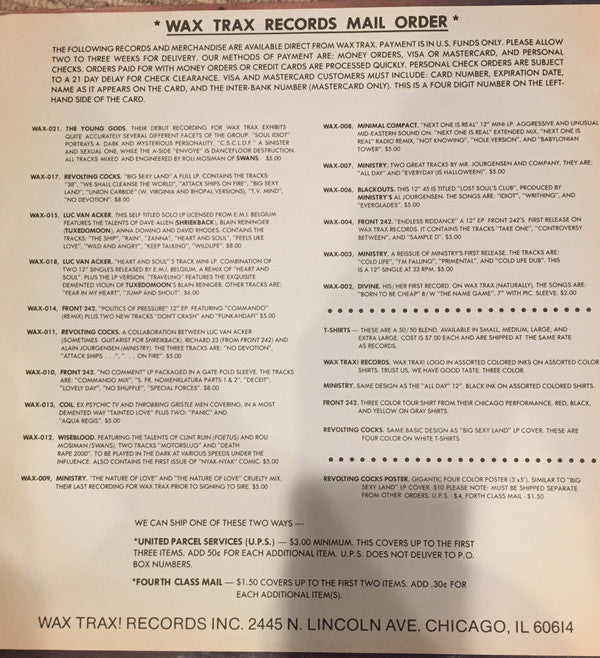 * WAX TRAX RECORDS MAIL ORDER *
THE FOLLOWING RECORDS AND MERCHANDISE ARE AVAILABLE DIRECT FROM WAX TRAX. PAYMENT IS IN U.S. FUNDS ONLY. PLEASE ALLOW
TWO TO THREE WEEKS FOR DELIVERY. OUR METHODS OF PAYMENT ARE: MONEY ORDERS, VISA OR MASTERCARD, AND PERSONAL
CHECKS. ORDERS PAID FOR WITH MONEY ORDERS OR CREDIT CARDS ARE PROCESSED QUICKLY. PERSONAL CHECK ORDERS ARE SUBJECT
TO A 21 DAY DELAY FOR CHECK CLEARANCE. VISA AND MASTERCARD CUSTOMERS MUST INCLUDE: CARD NUMBER, EXPIRATION DATE,
NAME AS IT APPEARS ON THE CARD, AND THE INTER-BANK NUMBER (MASTERCARD ONLY). THIS IS A FOUR DIGIT NUMBER ON THE LEFT-
HAND SIDE OF THE CARD.
WAX-021, THE YOUNG GODS. THEIR DEBUT RECORDING FOR WAX TRAX EXHIBITS
QUITE ACCURATELY SEVERAL DIFFERENT FACETS OF THE GROUP. "SOUL IDIOT"
PORTRAYS A DARK AND MYSTERIOUS PERSONALITY, "C.S.C.L.D.F." A SINISTER
AND SEXUAL ONE, WHILE THE A-SIDE "ENVOYE" IS DANCEFLOOR DESTRUCTION.
ALL TRACKS MIXED AND ENGINEERED BY ROLI MOSIMAN OF SWANS. $5.00
WAX-017, REVOLTING COCKS. "BIG SEXY LAND" A FULL LP. CONTAINS THE TRACKS:
"38", "WE SHALL CLEANSE THE WORLD", "ATTACK SHIPS ON FIRE", "BIG SEXY
LAND", "UNION CARBIDE" (W. VIRGINIA AND BHOPAL VERSIONS), "T.V. MIND",
"NO DEVOTION". $8.00
WAX-015, LUC VAN ACKER. THIS SELF TITLED SOLO LP LICENSED FROM E.M.I. BELGIUM
FEATURES THE TALENTS OF DAVE ALLEN (SHRIEKBACK), BLAIN REININGER
(TUXEDOMOON), ANNA DOMINO AND DAVID RHODES. CONTAINS THE
TRACKS: "THE SHIP", "RAIN", "ZANNA", "HEART AND SOUL", "FEELS LIKE
LOVE", "WILD AND ANGRY", "KEEP TALKING", "WILDLIFE". $8.00
WAX-018, LUC VAN ACKER. "HEART AND SOUL" 5 TRACK MINI-LP. COMBINATION OF
TWO 12" SINGLES RELEASED BY E.M.I. BELGIUM, A REMIX OF "HEART AND
SOUL". PLUS THE LP VERSION. "TRAVELING" FEATURES THE EXQUISITE
DEMENTED VIOLIN OF TUXEDOMOON'S BLAIN REINIGER. OTHER TRACKS ARE:
"FEAR IN MY HEART", "JUMP AND SHOUT". $6.00
WAX-014, FRONT 242. "POLITICS OF PRESSURE" 12" EP. FEATURING "COMMANDO"
(REMIX) PLUS TWO NEW TRACKS "DON'T CRASH" AND "FUNKAHDAFI" $5.00
WAX-011, REVOLTING COCKS. A COLLABORATION BETWEEN LUC VAN ACKER
(SOMETIMES GUITARIST FOR SHREIKBACK), RICHARD 23 (FROM FRONT 242) AND
ALAIN JOURGENSEN (MINISTRY). THE THREE TRACKS ARE: "NO DEVOTION",
"ATTACK SHIPS . . .", ". . . ON FIRE". $5.00
WAX-010, FRONT 242. "NO COMMENT" LP PACKAGED IN A GATE-FOLD SLEEVE. THE TRACKS
ARE: "COMMANDO MIX", "S. FR. NOMENKLATURA PARTS 1 & 2", "DECEIT",
"LOVELY DAY", "NO SHUFFLE", "SPECIAL FORCES". $8.00
WAX-013, COIL. EX PSYCHIC TV AND THROBBING GRISTLE MEN COVERING, IN A MOST
DEMENTED WAY "TAINTED LOVE" PLUS TWO: "PANIC" AND
"AQUA REGIS". $5.00
WAX-012, WISEBLOOD. FEATURING THE TALENTS OF CLINT RUIN (FOETUS) AND ROU
MOSIMAN (SWANS). TWO TRACKS "MOTORSLUG" AND "DEATH
RAPE 2000". TO BE PLAYED IN THE DARK AT VARIOUS SPEEDS UNDER THE
INFLUENCE. ALSO CONTAINS THE FIRST ISSUE OF "NYAK-NYAK" COMIC. $5.00
WAX-009, MINISTRY. "THE NATURE OF LOVE" AND "THE NATURE OF LOVE" CRUELTY MIX.
THEIR LAST RECORDING FOR WAX TRAX PRIOR TO SIGNING TO SIRE. $5.00
WAX-008, MINIMAL COMPACT. "NEXT ONE IS REAL" 12" MINI-LP. AGGRESSIVE AND UNUSUAL
MID-EASTERN SOUND ON: "NEXT ONE IS REAL" EXTENDED MIX, "NEXT ONE IS
REAL" RADIO REMIX, "NOT KNOWING", "HOLE VERSION", AND "BABYLONIAN
TOWER". $5.00
WAX-007, MINISTRY. TWO GREAT TRACKS BY MR. JOURGENSON AND COMPANY. THEY ARE:
"ALL DAY" AND "EVERYDAY (IS HALLOWEEN)". $5.00
WAX-006, BLACKOUTS. THIS 12" 45 IS TITLED "LOST SOUL'S CLUB", PRODUCED BY
MINISTRY'S AL JOURGENSEN. THE SONGS ARE: "IDIOT", "WRITHING", AND
"EVERGLADES". $5.00
WAX-004, FRONT 242. "ENDLESS RIDDANCE" A 12" EP. FRONT 242'S FIRST RELEASE ON
WAX TRAX RECORDS. IT CONTAINS THE TRACKS "TAKE ONE", "CONTROVERSY
BETWEEN", AND "SAMPLE D". $5.00
WAX-003, MINISTRY. A REISSUE OF MINISTRY'S FIRST RELEASE. THE TRACKS ARE:
"COLD LIFE", "I'M FALLING", "PRIMENTAL", AND "COLD LIFE DUB". THIS
IS A 12" SINGLE AT 33 RPM. $5.00
WAX-002, DIVINE. HIS/HER FIRST RECORD. ON WAX TRAX (NATURALLY). THE SONGS ARE:
"BORN TO BE CHEAP" B/W "THE NAME GAME". 7" WITH PIC. SLEEVE. $2.00
T-SHIRTS — THESE ARE A 50/50 BLEND. AVAILABLE IN SMALL, MEDIUM, LARGE, AND
EXTRA LARGE. COST IS $7.00 EACH AND ARE SHIPPED AT THE SAME RATE
AS RECORDS.
WAX TRAX! RECORDS. WAX TRAX! LOGO IN ASSORTED COLORED INKS ON ASSORTED COLOR
SHIRTS. TRUST US, WE HAVE GOOD TASTE. THREE COLOR.
MINISTRY. SAME DESIGN AS THE "ALL DAY" 12". BLACK INK ON ASSORTED COLORED SHIRTS.
FRONT 242. THREE COLOR TOUR SHIRT FROM THEIR CHICAGO PERFORMANCE. RED, BLACK,
AND YELLOW ON GRAY SHIRTS.
REVOLTING COCKS. SAME BASIC DESIGN AS "BIG SEXY LAND" LP COVER. THESE ARE
FOUR COLOR ON WHITE T-SHIRTS
REVOLTING COCKS POSTER. GIGANTIC FOUR COLOR POSTER (3'x5'). SIMILAR TO "BIG
SEXY LAND" LP COVER. $10 PLEASE NOTE: MUST BE SHIPPED SEPARATE
FROM OTHER ORDERS. U.P.S. - $4, FORTH CLASS MAIL - $1.50
WE CAN SHIP ONE OF THESE TWO WAYS —
*UNITED PARCEL SERVICES (U.P.S.) — $3.00 MINIMUM. THIS COVERS UP TO THE FIRST
THREE ITEMS. ADD 50¢ FOR EACH ADDITIONAL ITEM. U.P.S. DOES NOT DELIVER TO P.O.
BOX NUMBERS.
*FOURTH CLASS MAIL — $1.50 COVERS UP TO THE FIRST TWO ITEMS. ADD .30¢ FOR
EACH ADDITIONAL ITEM(S).
WAX TRAX! RECORDS INC. 2445 N. LINCOLN AVE. CHICAGO, IL 60614